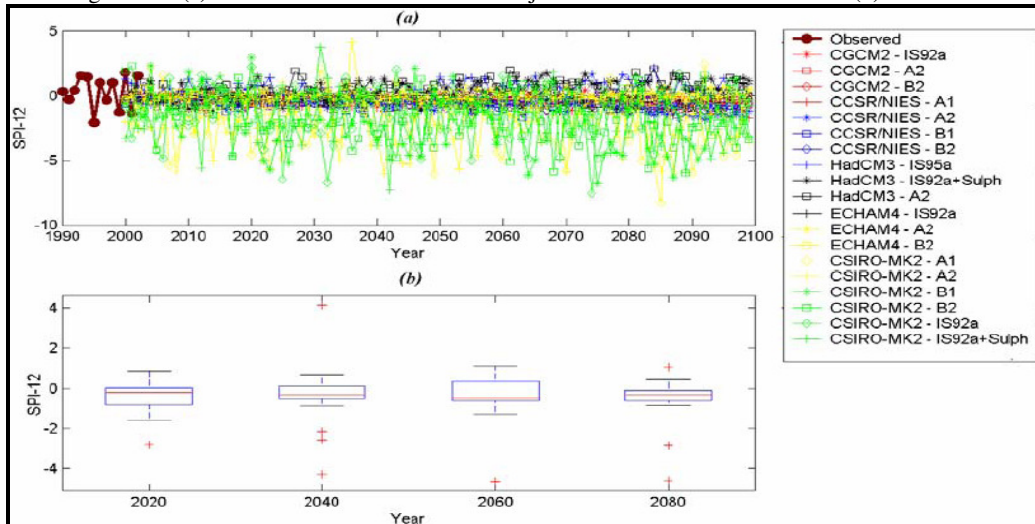 (a)
5
0
-5
-10
SPI-12
1990 2000 2010 2020 2030 2040 2050 2060 2070 2080 2090 2100
Year
Observed
CGCM2 - IS92a
CGCM2 - A2
CGCM2 - B2
CCSR/NIES - A1
CCSR/NIES - A2
CCSR/NIES - B1
CCSR/NIES - B2
HadCM3 - IS95a
HadCM3 - IS92a+Sulph
HadCM3 - A2
ECHAM4 - IS92a
ECHAM4 - A2
ECHAM4 - B2
CSIRO-MK2 - A1
CSIRO-MK2 - A2
CSIRO-MK2 - B1
CSIRO-MK2 - B2
CSIRO-MK2 - IS92a
CSIRO-MK2 - IS92a+Sulph
(b)
4
2
0
-2
-4
SPI-12
2020 2040 2060 2080
Year